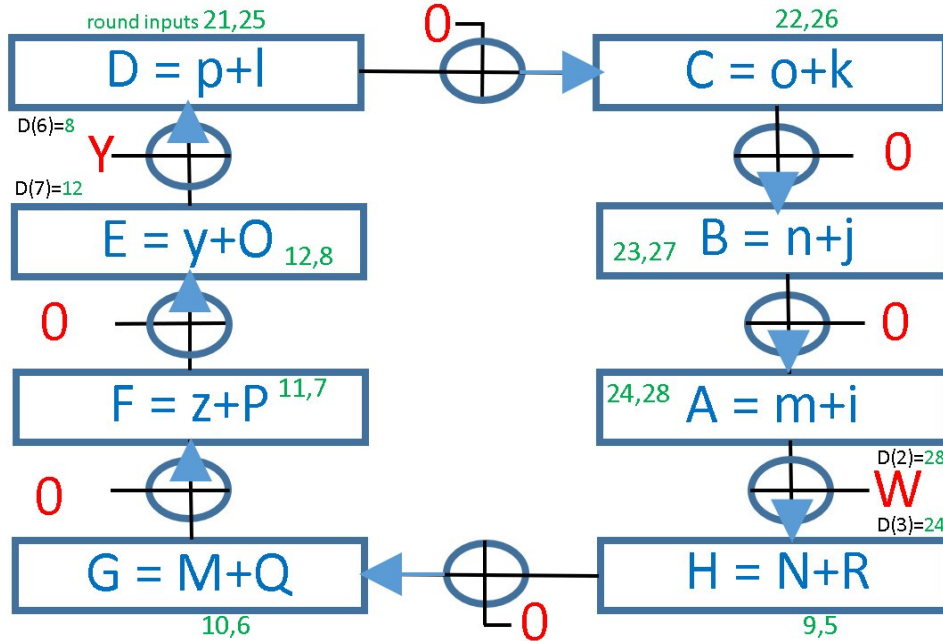 round inputs 21,25
0
22,26
D = p+l
C = o+k
D(6)=8
Y
0
D(7)=12
E = y+O
12,8
23,27
B = n+j
0
0
F = z+P
11,7
24,28
A = m+i
D(2)=28
0
W
D(3)=24
G = M+Q
H = N+R
10,6
0
9,5